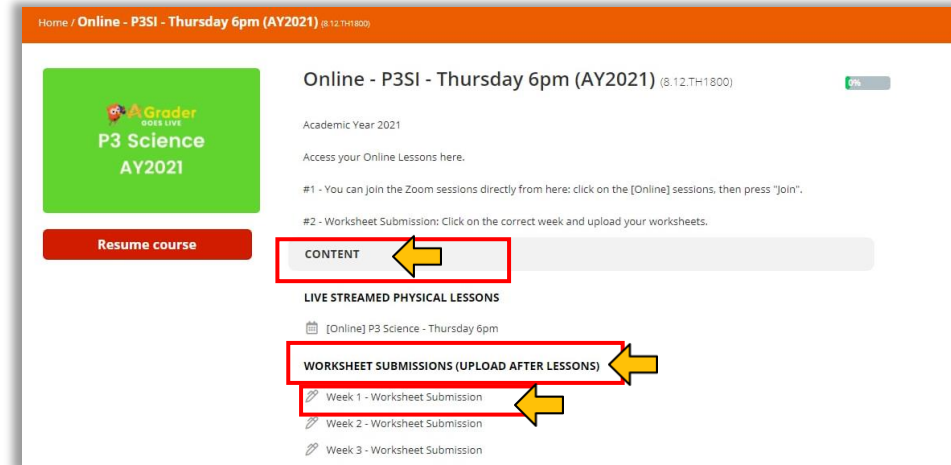 Home / Online - P3SI - Thursday 6pm (AY2021) (8.12.TH1800)
Online - P3SI - Thursday 6pm (AY2021) (8.12.TH1800)
0%
A Grader
GOES LIVE
P3 Science
AY2021
Resume course
Academic Year 2021
Access your Online Lessons here.
#1 - You can join the Zoom sessions directly from here: click on the [Online] sessions, then press "Join".
#2 - Worksheet Submission: Click on the correct week and upload your worksheets.
CONTENT
LIVE STREAMED PHYSICAL LESSONS
[Online] P3 Science - Thursday 6pm
WORKSHEET SUBMISSIONS (UPLOAD AFTER LESSONS)
Week 1 - Worksheet Submission
Week 2 - Worksheet Submission
Week 3 - Worksheet Submission